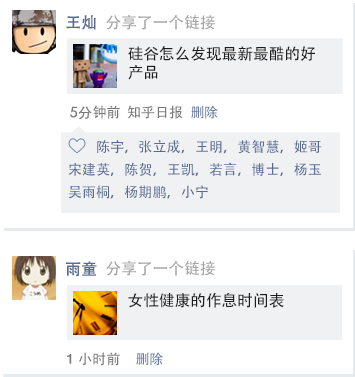 王灿 分享了一个链接
硅谷怎么发现最新最酷的好
产品
5分钟前 知乎日报 删除
陈宇, 张立成, 王明, 黄智慧, 姬哥
宋建英, 陈贺, 王凯, 若言, 博士, 杨玉
吴雨桐, 杨期鹏, 小宁
雨童 分享了一个链接
女性健康的作息时间表
1 小时前 删除